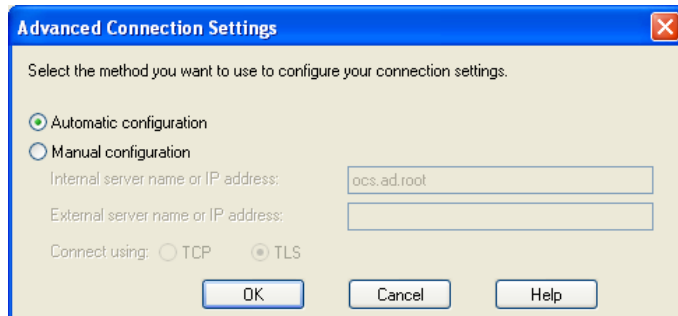 Advanced Connection Settings
Select the method you want to use to configure your connection settings.
Automatic configuration
Manual configuration
Internal server name or IP address: ocs.ad.root
External server name or IP address:
Connect using: TCP TLS
OK Cancel Help